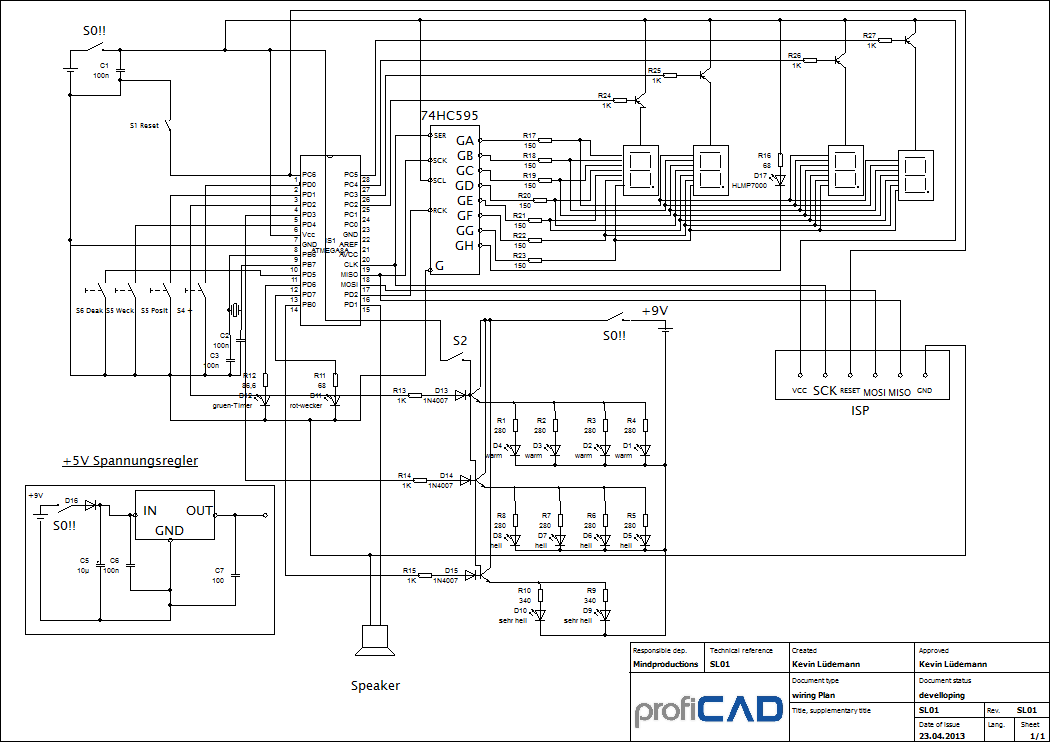 S0!!
C1
100n
S1 Reset
R27
1K
R26
1K
R25
1K
R24
1K
74HC595
SER
SCK
SCL
RCK
G
GA
GB
GC
GD
GE
GF
GG
GH
R17
150
R18
150
R19
150
R20
150
R21
150
R22
150
R23
150
R16
68
D17
HLMP7000
PC6
1
PD0
2
PD1
3
PD2
4
PD3
5
PD4
6
Vcc
7
GND
8
PB6
9
PB7
10
PD5
11
PD6
12
PD7
13
PB0
14
PC5
28
PC4
27
PC3
26
PC2
25
PC1
24
PC0
23
GND
22
AREF
21
AVCC
20
CLK
19
MISO
18
MOSI
17
PD2
16
PD1
15
IS1
ATMEGA8A
S6 Deak
S5 Weck
S5 Posit
S4 +
C2
100n
C3
100n
R12
86,6
D12
gruen-Timer
R11
68
D11
rot-wecker
S2
S0!!
+9V
R13
1K
D13
1N4007
R1
280
D4
warm
R2
280
D3
warm
R3
280
D2
warm
R4
280
D1
warm
VCC
SCK
RESET
MOSI
MISO
GND
ISP
R14
1K
D14
1N4007
R8
280
D8
hell
R7
280
D7
hell
R6
280
D6
hell
R5
280
D5
hell
R15
1K
D15
1N4007
R10
340
D10
sehr hell
R9
340
D9
sehr hell
+5V Spannungsregler
+9V
S0!!
D16
IN
OUT
GND
C5
10µ
C6
100n
C7
100
Speaker
Responsible dep.
Mindproductions
Technical reference
SL01
Created
Kevin Lüdemann
Approved
Kevin Lüdemann
Document type
wiring Plan
Document status
develloping
Title, supplementary title
SL01
Rev.
SL01
Date of issue
23.04.2013
Lang.
Sheet
1/1
profiCAD